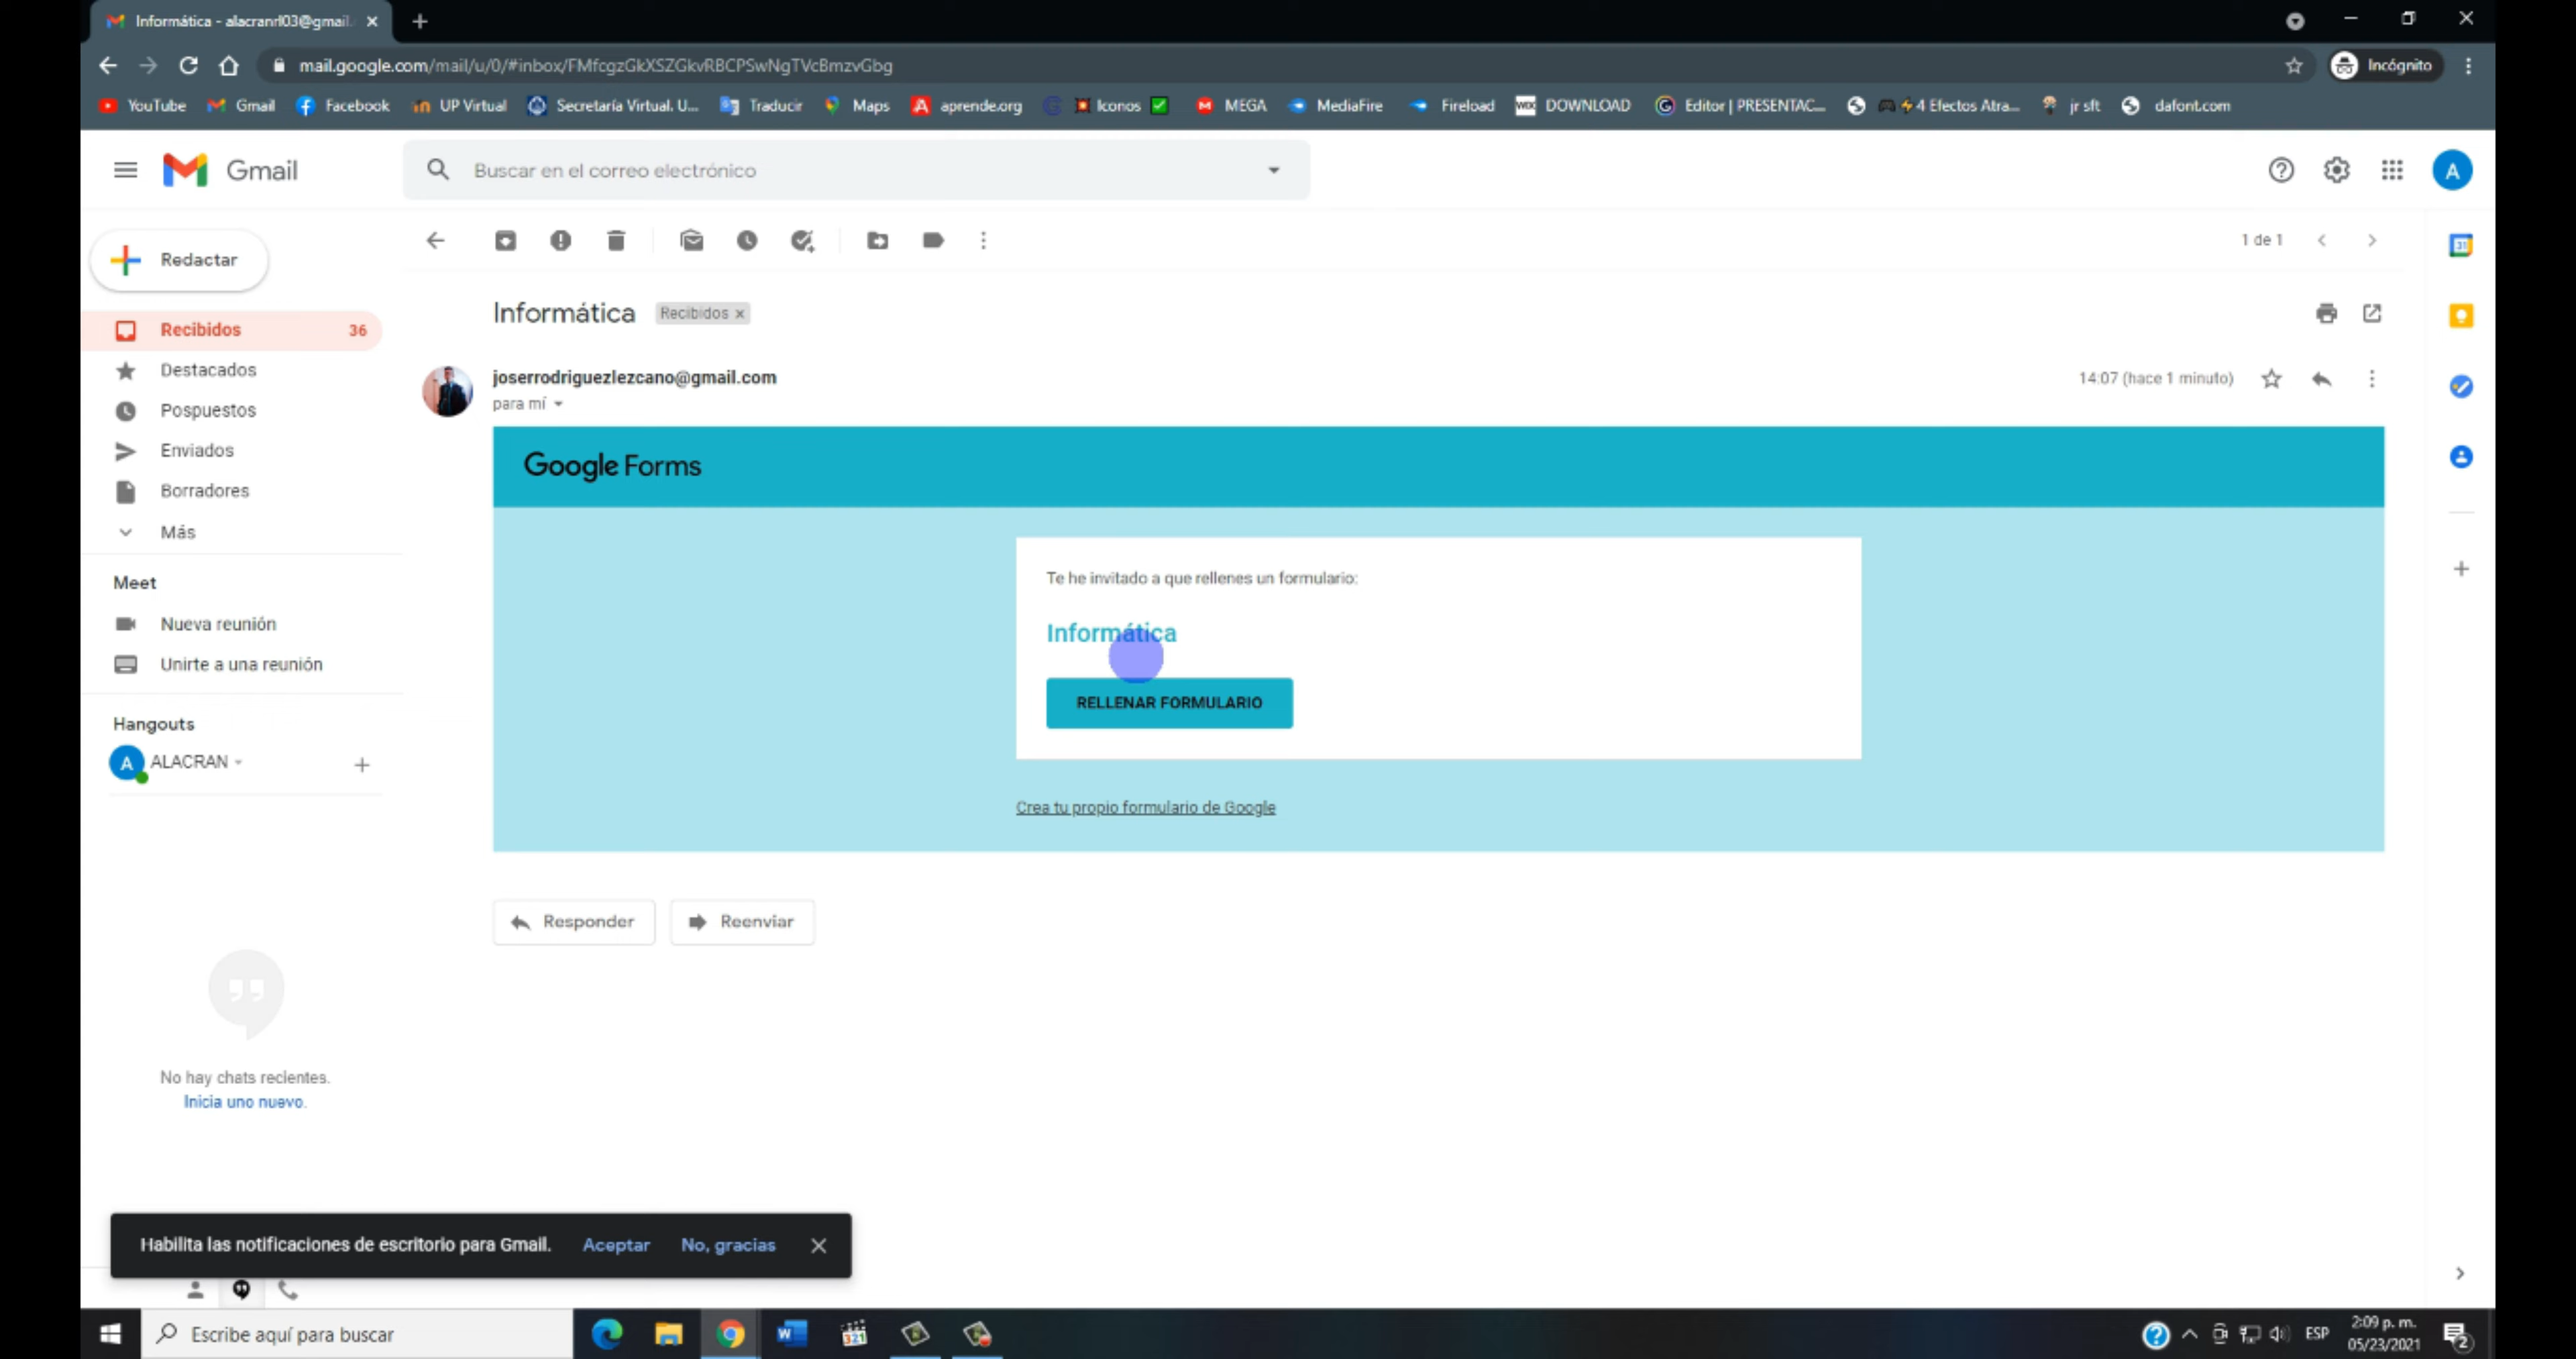 Informática - alacranrl03@gmail.
mail.google.com/mail/u/0/#inbox/FMfcgzGkXSZGkvRBCPSwNgTVcBmzvGbg
Incógnito
YouTube Gmail Facebook UP Virtual Secretaría Virtual. U... Traducir Maps aprende.org Iconos MEGA MediaFire Fireload DOWNLOAD Editor | PRESENTAC... 4 Efectos Atra... jr sft dafont.com
Gmail
Buscar en el correo electrónico
A
Redactar
1 de 1
Recibidos 36
Destacados
Pospuestos
Enviados
Borradores
Más
Meet
Nueva reunión
Unirte a una reunión
Hangouts
A ALACRAN
No hay chats recientes.
Inicia uno nuevo.
Informática Recibidos
joserrodriguezlezcano@gmail.com
14:07 (hace 1 minuto)
para mí
Google Forms
Te he invitado a que rellenes un formulario:
Informática
RELLENAR FORMULARIO
Crea tu propio formulario de Google
Responder Reenviar
Habilita las notificaciones de escritorio para Gmail. Aceptar No, gracias
Escribe aquí para buscar
ESP
2:09 p. m.
05/23/2021
2